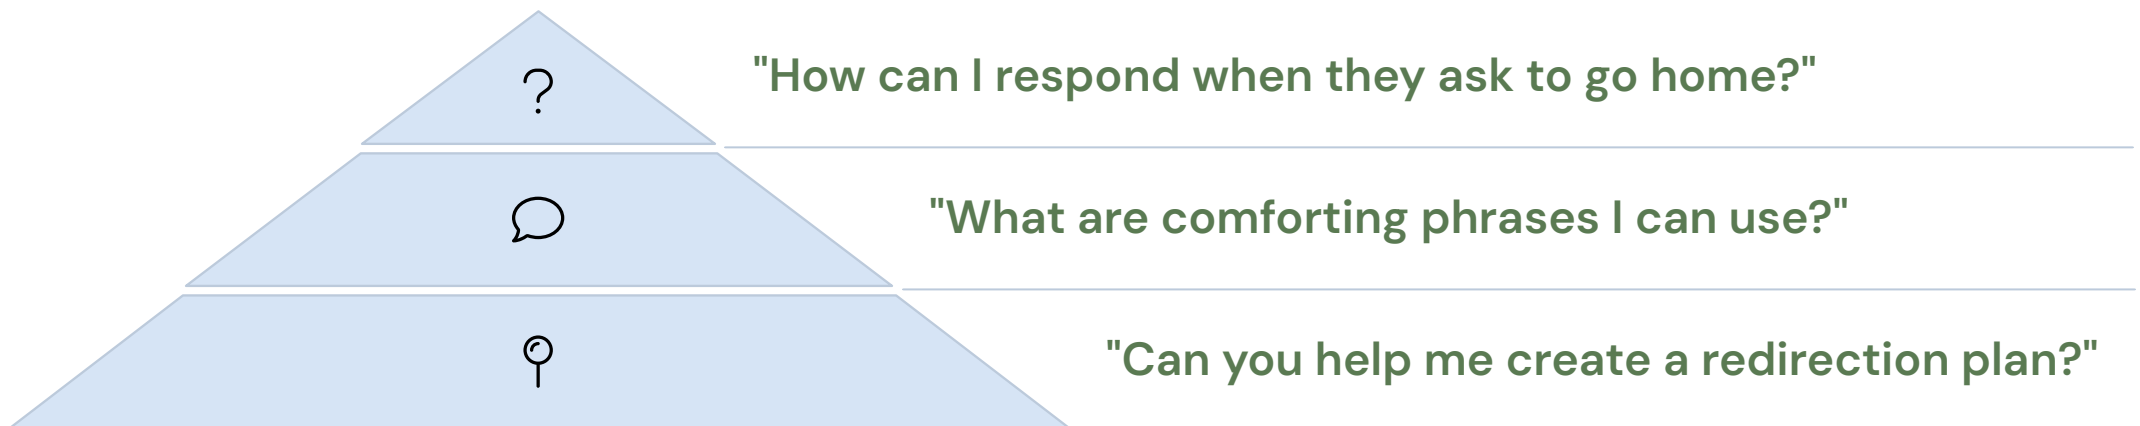 "How can I respond when they ask to go home?"
"What are comforting phrases I can use?"
"Can you help me create a redirection plan?"